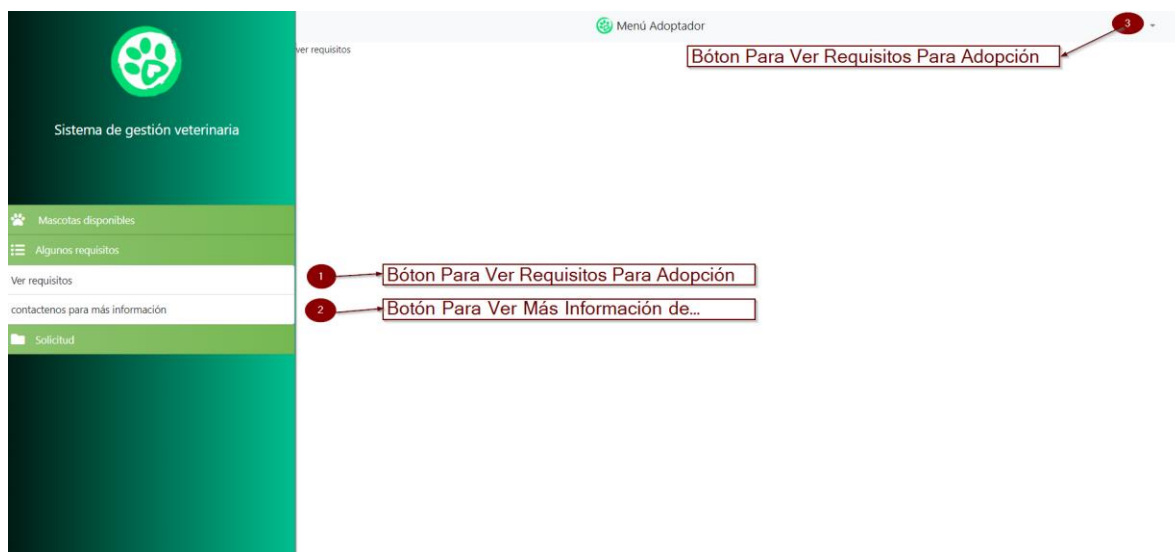 Menú Adoptador
3
ver requisitos
Bóton Para Ver Requisitos Para Adopción
Sistema de gestión veterinaria
Mascotas disponibles
Algunos requisitos
Ver requisitos
1
Bóton Para Ver Requisitos Para Adopción
contactenos para más información
2
Botón Para Ver Más Información de...
Solicitud